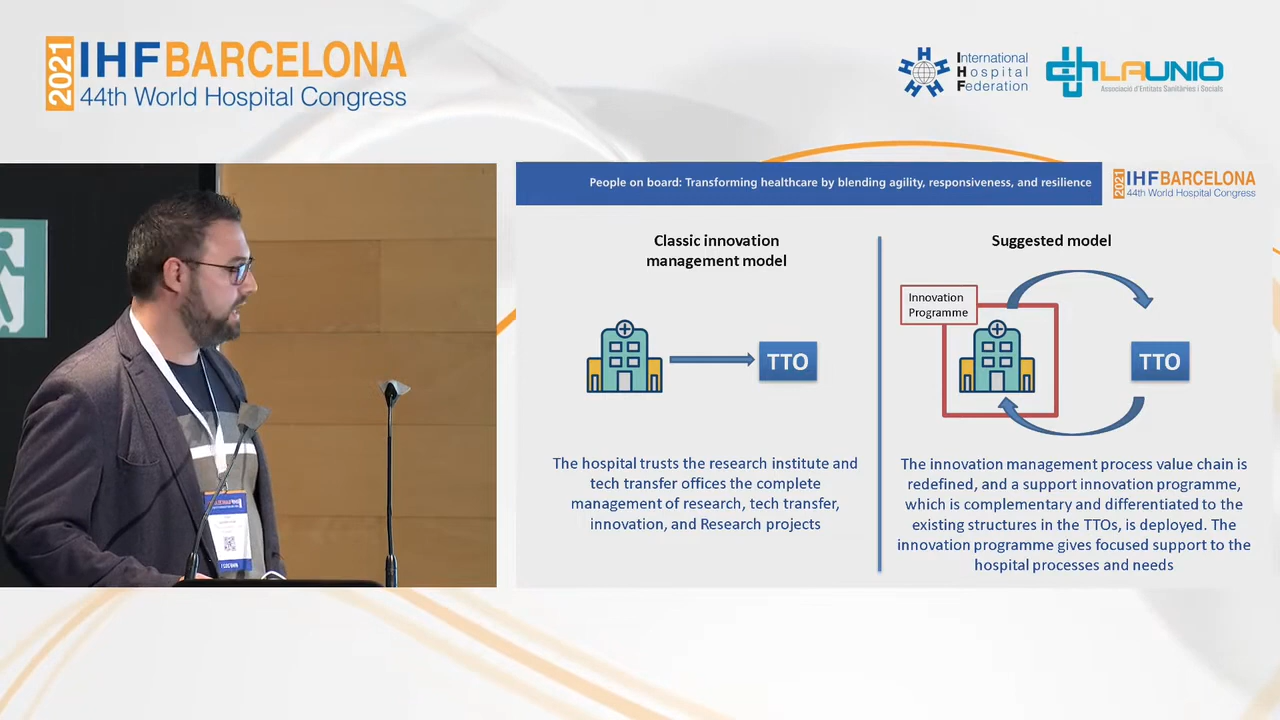 2021
IHF BARCELONA
44th World Hospital Congress
International
Hospital
Federation
LAUNIÓ
Associació d'Entitats Sanitàries i Socials
People on board: Transforming healthcare by blending agility, responsiveness, and resilience
2021
IHF BARCELONA
44th World Hospital Congress
Classic innovation
management model
TTO
The hospital trusts the research institute and
tech transfer offices the complete
management of research, tech transfer,
innovation, and Research projects
Suggested model
Innovation
Programme
TTO
The innovation management process value chain is
redefined, and a support innovation programme,
which is complementary and differentiated to the
existing structures in the TTOs, is deployed. The
innovation programme gives focused support to the
hospital processes and needs